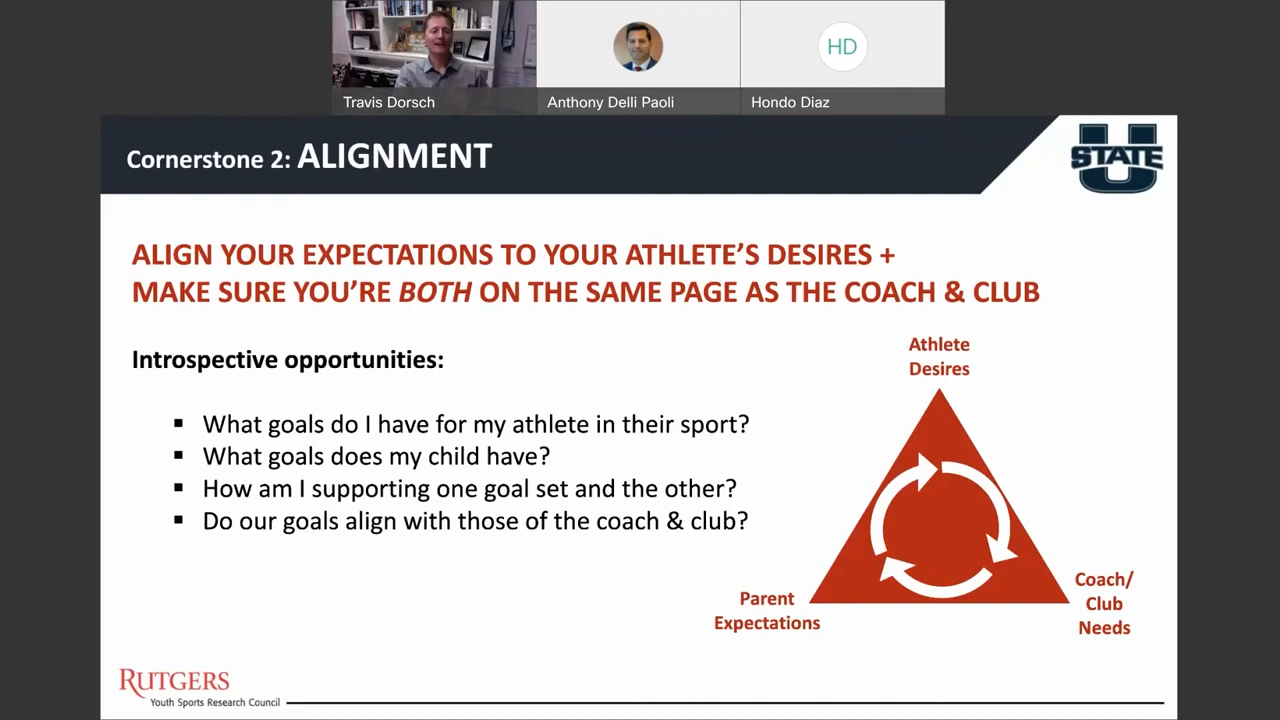 Travis Dorsch
Anthony Delli Paoli
HD
Hondo Diaz
Cornerstone 2: ALIGNMENT
U
STATE
ALIGN YOUR EXPECTATIONS TO YOUR ATHLETE'S DESIRES +
MAKE SURE YOU'RE BOTH ON THE SAME PAGE AS THE COACH & CLUB
Introspective opportunities:
▪ What goals do I have for my athlete in their sport?
▪ What goals does my child have?
▪ How am I supporting one goal set and the other?
▪ Do our goals align with those of the coach & club?
Athlete
Desires
Parent
Expectations
Coach/
Club
Needs
RUTGERS
Youth Sports Research Council